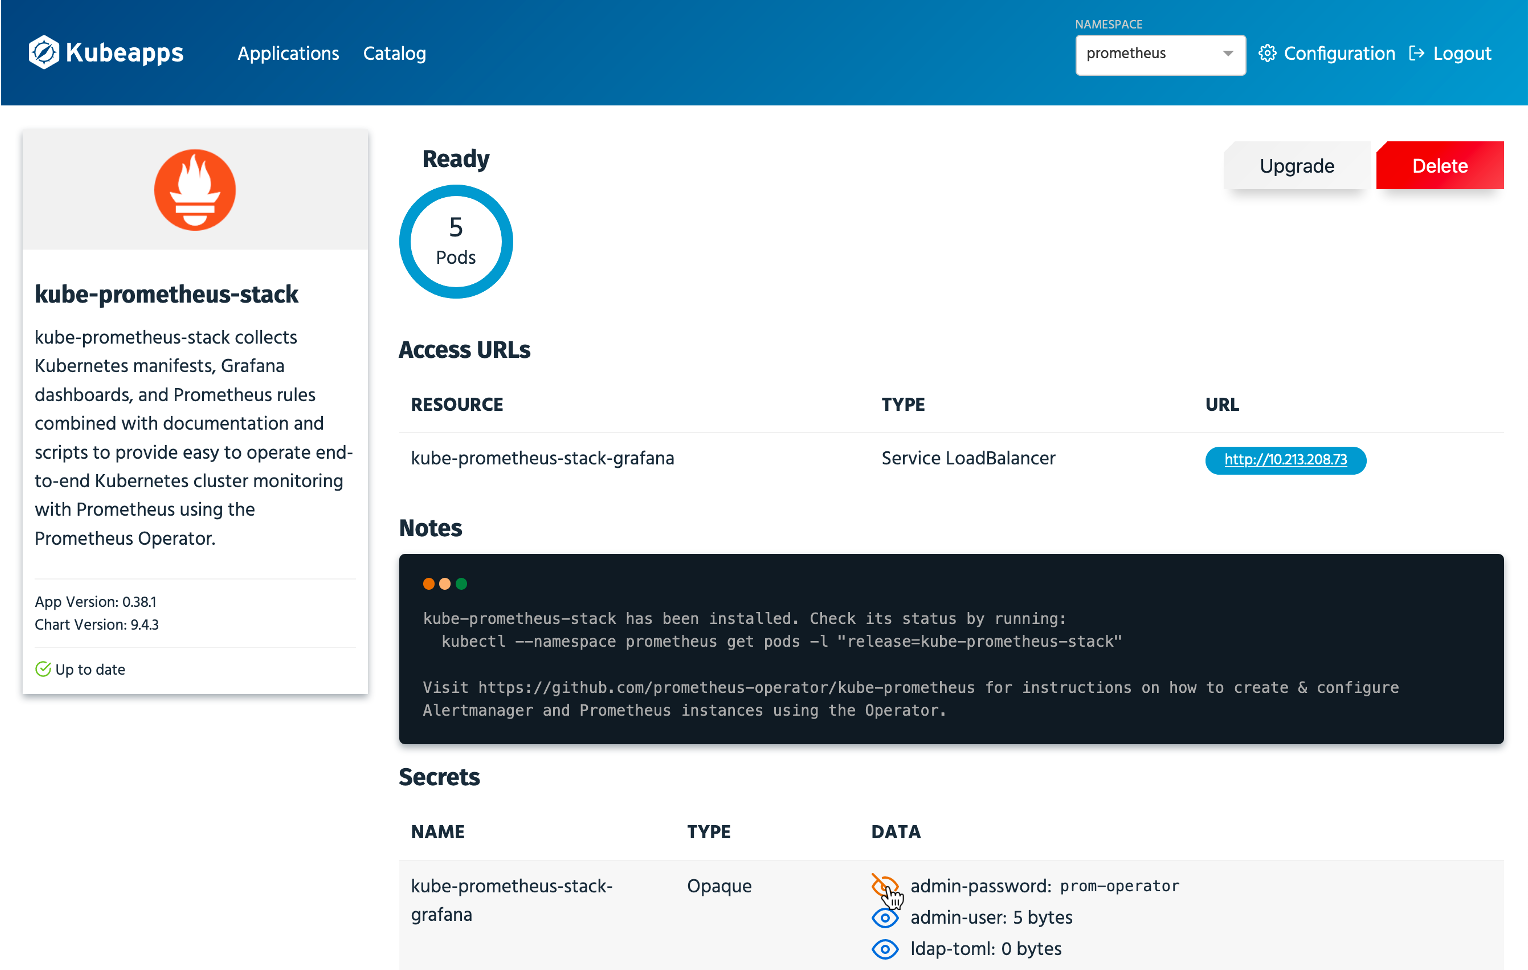 Kubeapps
Applications
Catalog
NAMESPACE
prometheus
Configuration
Logout
kube-prometheus-stack
kube-prometheus-stack collects
Kubernetes manifests, Grafana
dashboards, and Prometheus rules
combined with documentation and
scripts to provide easy to operate end-
to-end Kubernetes cluster monitoring
with Prometheus using the
Prometheus Operator.
App Version: 0.38.1
Chart Version: 9.4.3
Up to date
Ready
5
Pods
Upgrade
Delete
Access URLs
RESOURCE TYPE URL
kube-prometheus-stack-grafana Service LoadBalancer http://10.213.208.73
Notes
kube-prometheus-stack has been installed. Check its status by running:
kubectl --namespace prometheus get pods -l "release=kube-prometheus-stack"
Visit https://github.com/prometheus-operator/kube-prometheus for instructions on how to create & configure
Alertmanager and Prometheus instances using the Operator.
Secrets
NAME TYPE DATA
kube-prometheus-stack-
grafana
Opaque
admin-password: prom-operator
admin-user: 5 bytes
ldap-toml: 0 bytes